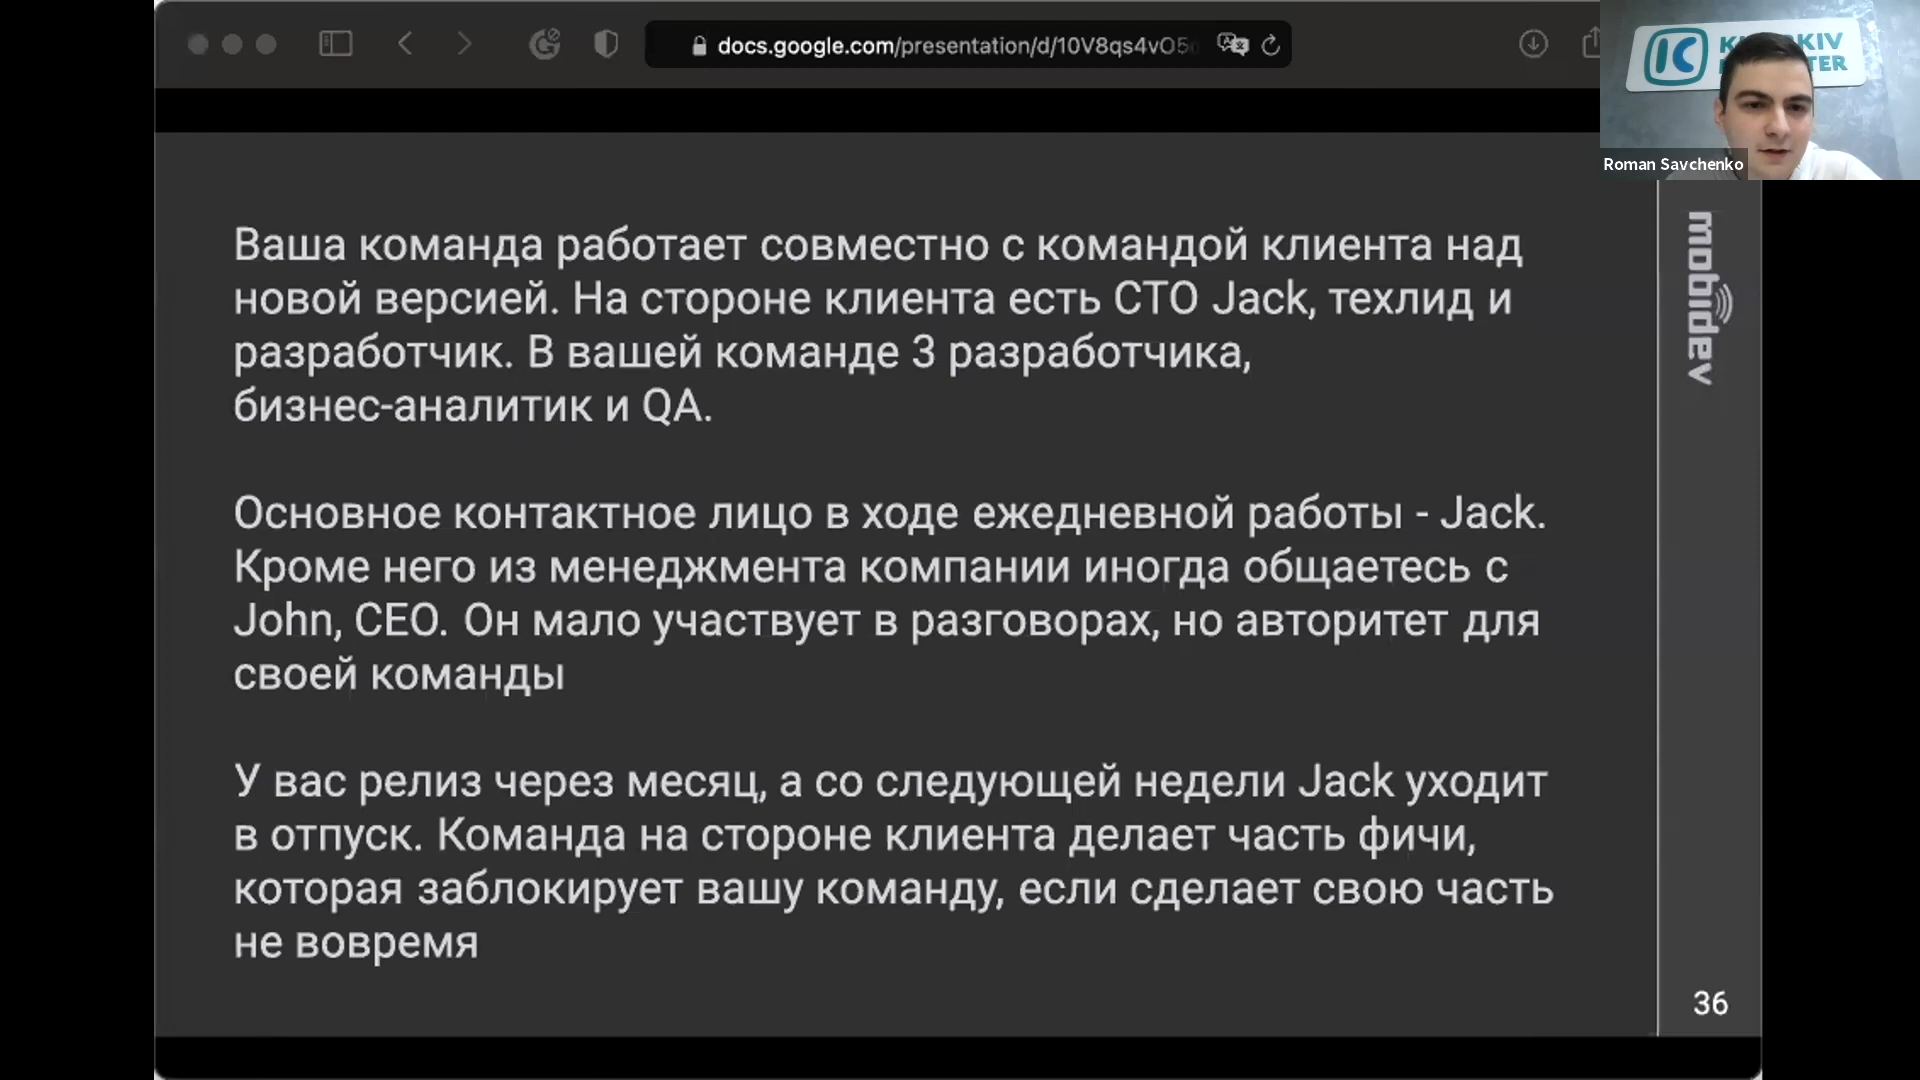 docs.google.com/presentation/d/10V8qs4vO5
Roman Savchenko
mobidev
Ваша команда работает совместно с командой клиента над
новой версией. На стороне клиента есть CTO Jack, техлид и
разработчик. В вашей команде 3 разработчика,
бизнес-аналитик и QA.
Основное контактное лицо в ходе ежедневной работы - Jack.
Кроме него из менеджмента компании иногда общаетесь с
John, CEO. Он мало участвует в разговорах, но авторитет для
своей команды
У вас релиз через месяц, а со следующей недели Jack уходит
в отпуск. Команда на стороне клиента делает часть фичи,
которая заблокирует вашу команду, если сделает свою часть
не вовремя
36